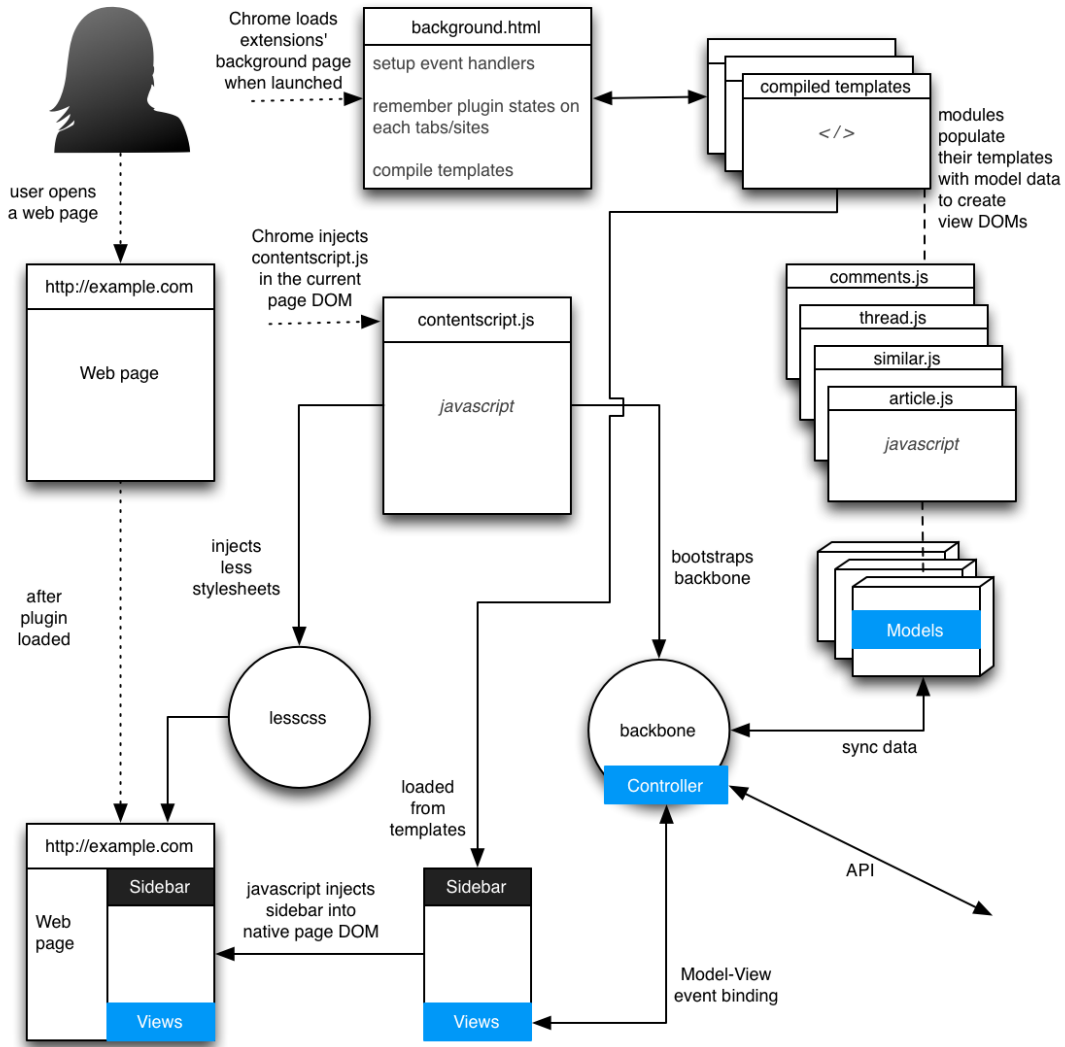 Chrome loads
extensions'
background page
when launched
background.html
setup event handlers
remember plugin states on
each tabs/sites
compile templates
compiled templates
</>
modules
populate
their templates
with model data
to create
view DOMs
user opens
a web page
http://example.com
Web page
Chrome injects
contentscript.js
in the current
page DOM
contentscript.js
javascript
comments.js
thread.js
similar.js
article.js
javascript
injects
less
stylesheets
bootstraps
backbone
after
plugin
loaded
Models
lesscss
backbone
Controller
sync data
loaded
from
templates
API
http://example.com
Sidebar
Web
page
Views
javascript injects
sidebar into
native page DOM
Sidebar
Views
Model-View
event binding